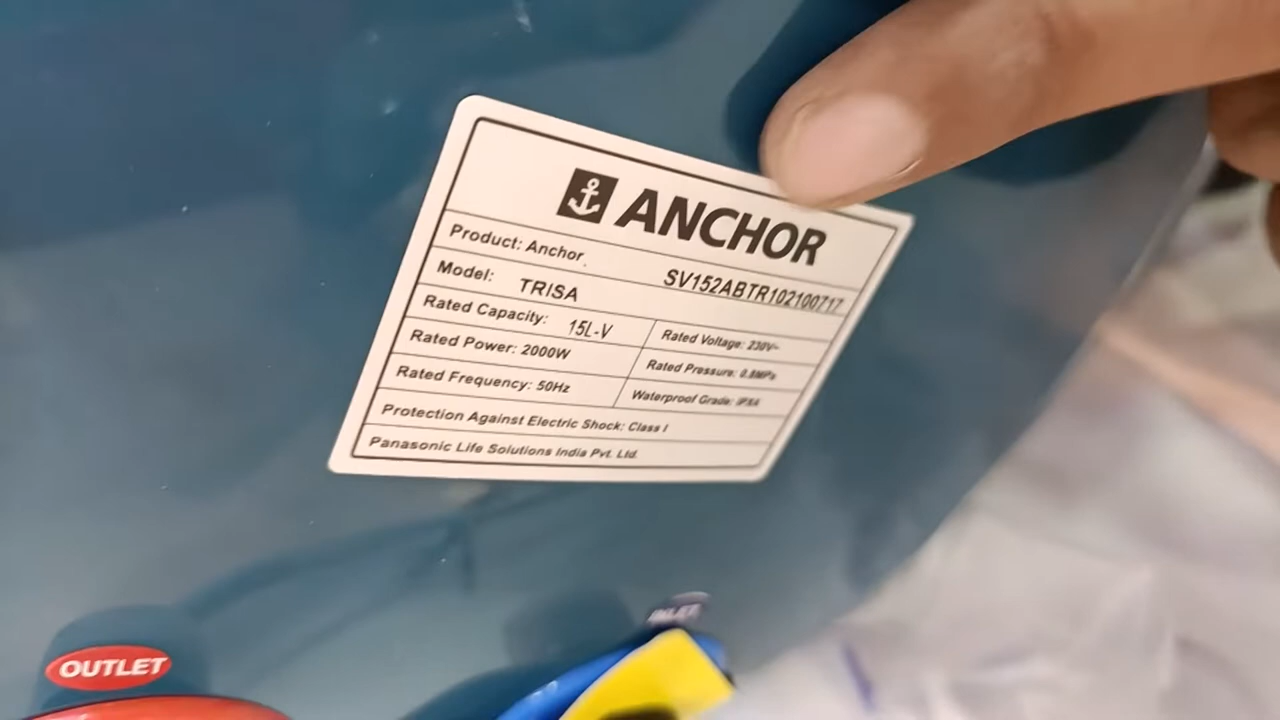 ANCHOR
Product: Anchor
SV152ABTR102100717
Model: TRISA
Rated Capacity: 15L-V
Rated Voltage: 230V~
Rated Power: 2000W
Rated Pressure: 0.8MPa
Rated Frequency: 50Hz
Waterproof Grade: IPX4
Protection Against Electric Shock: Class I
Panasonic Life Solutions India Pvt. Ltd.
INLET
OUTLET